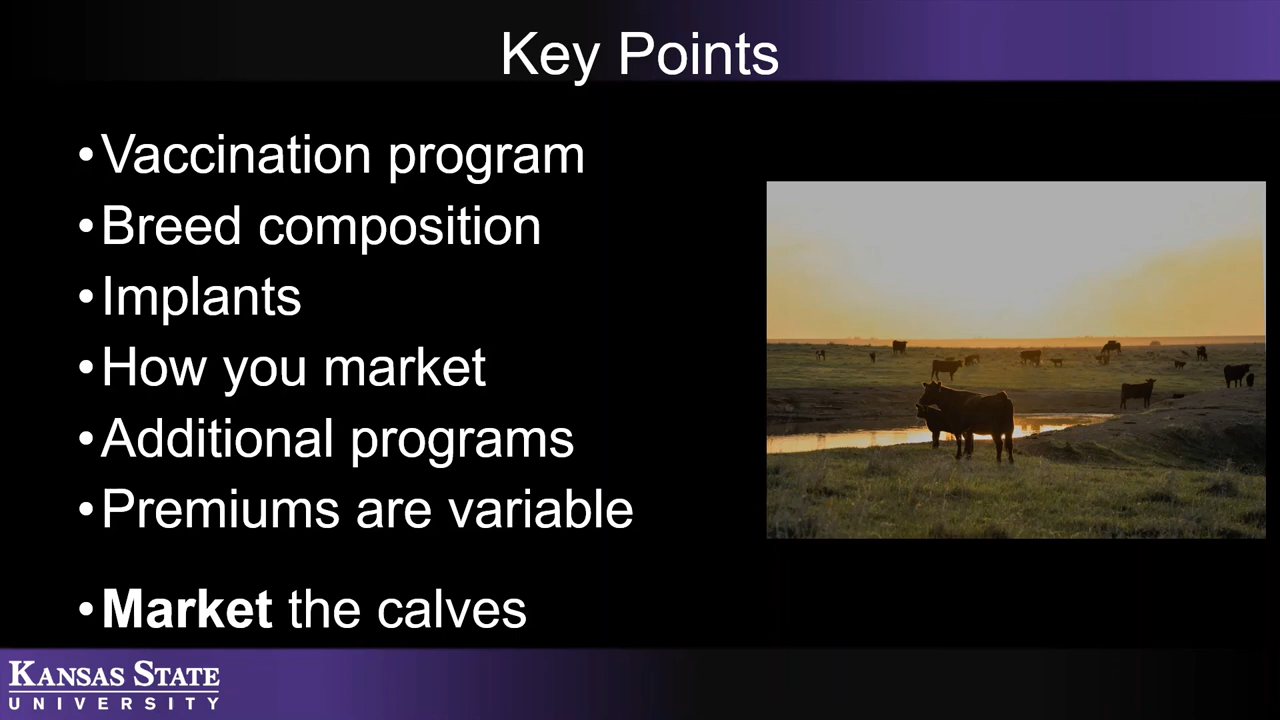 Key Points
•Vaccination program
•Breed composition
•Implants
•How you market
•Additional programs
•Premiums are variable
•Market the calves
KANSAS STATE
UNIVERSITY